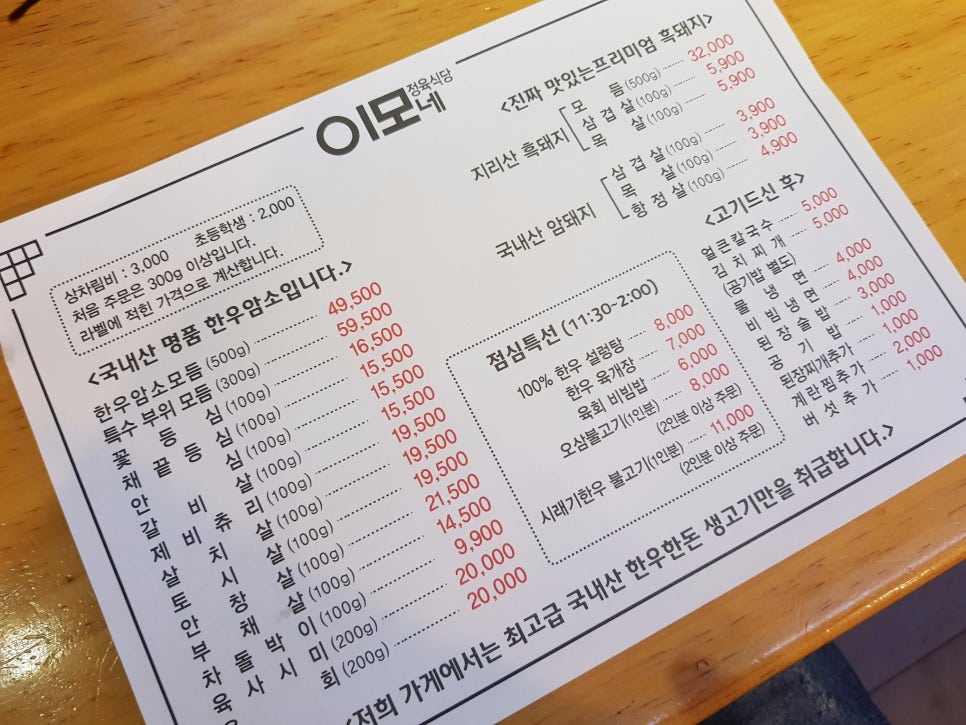 이모네
정육식당
상차림비 : 3,000 초등학생 : 2,000
처음 주문은 300g 이상입니다.
라벨에 적힌 가격으로 계산합니다.
<국내산 명품 한우암소입니다.>
한우암소모듬 (500g) 49,500
특수 부위 모듬 (300g) 59,500
꽃 등 심 (100g) 16,500
채 끝 등 심 (100g) 15,500
안 심 (100g) 15,500
갈 비 살 (100g) 15,500
제 비 츄 리 (100g) 19,500
살 치 살 (100g) 19,500
토 시 살 (100g) 19,500
안 창 살 (100g) 21,500
부 채 살 (100g) 14,500
차 돌 박 이 (100g) 9,900
육 사 시 미 (200g) 20,000
회 (200g) 20,000
<진짜 맛있는프리미엄 흑돼지>
지리산 흑돼지
모 듬 (500g) 32,000
삼 겹 살 (100g) 5,900
목 살 (100g) 5,900
국내산 암돼지
삼 겹 살 (100g) 3,900
목 살 (100g) 3,900
항 정 살 (100g) 4,900
점심특선 (11:30~2:00)
100% 한우 설렁탕 8,000
한우 육개장 7,000
육회 비빔밥 6,000
오삼불고기(1인분) 8,000
(2인분 이상 주문)
시래기한우 불고기(1인분) 11,000
(2인분 이상 주문)
<고기드신 후>
얼큰칼국수 5,000
김 치 찌 개 5,000
(공기밥 별도)
물 냉 면 4,000
비 빔 냉 면 4,000
된 장 술 밥 3,000
공 기 밥 1,000
된장찌개추가 1,000
계란찜추가 2,000
버 섯 추 가 1,000
<저희 가게에서는 최고급 국내산 한우한돈 생고기만을 취급합니다.>